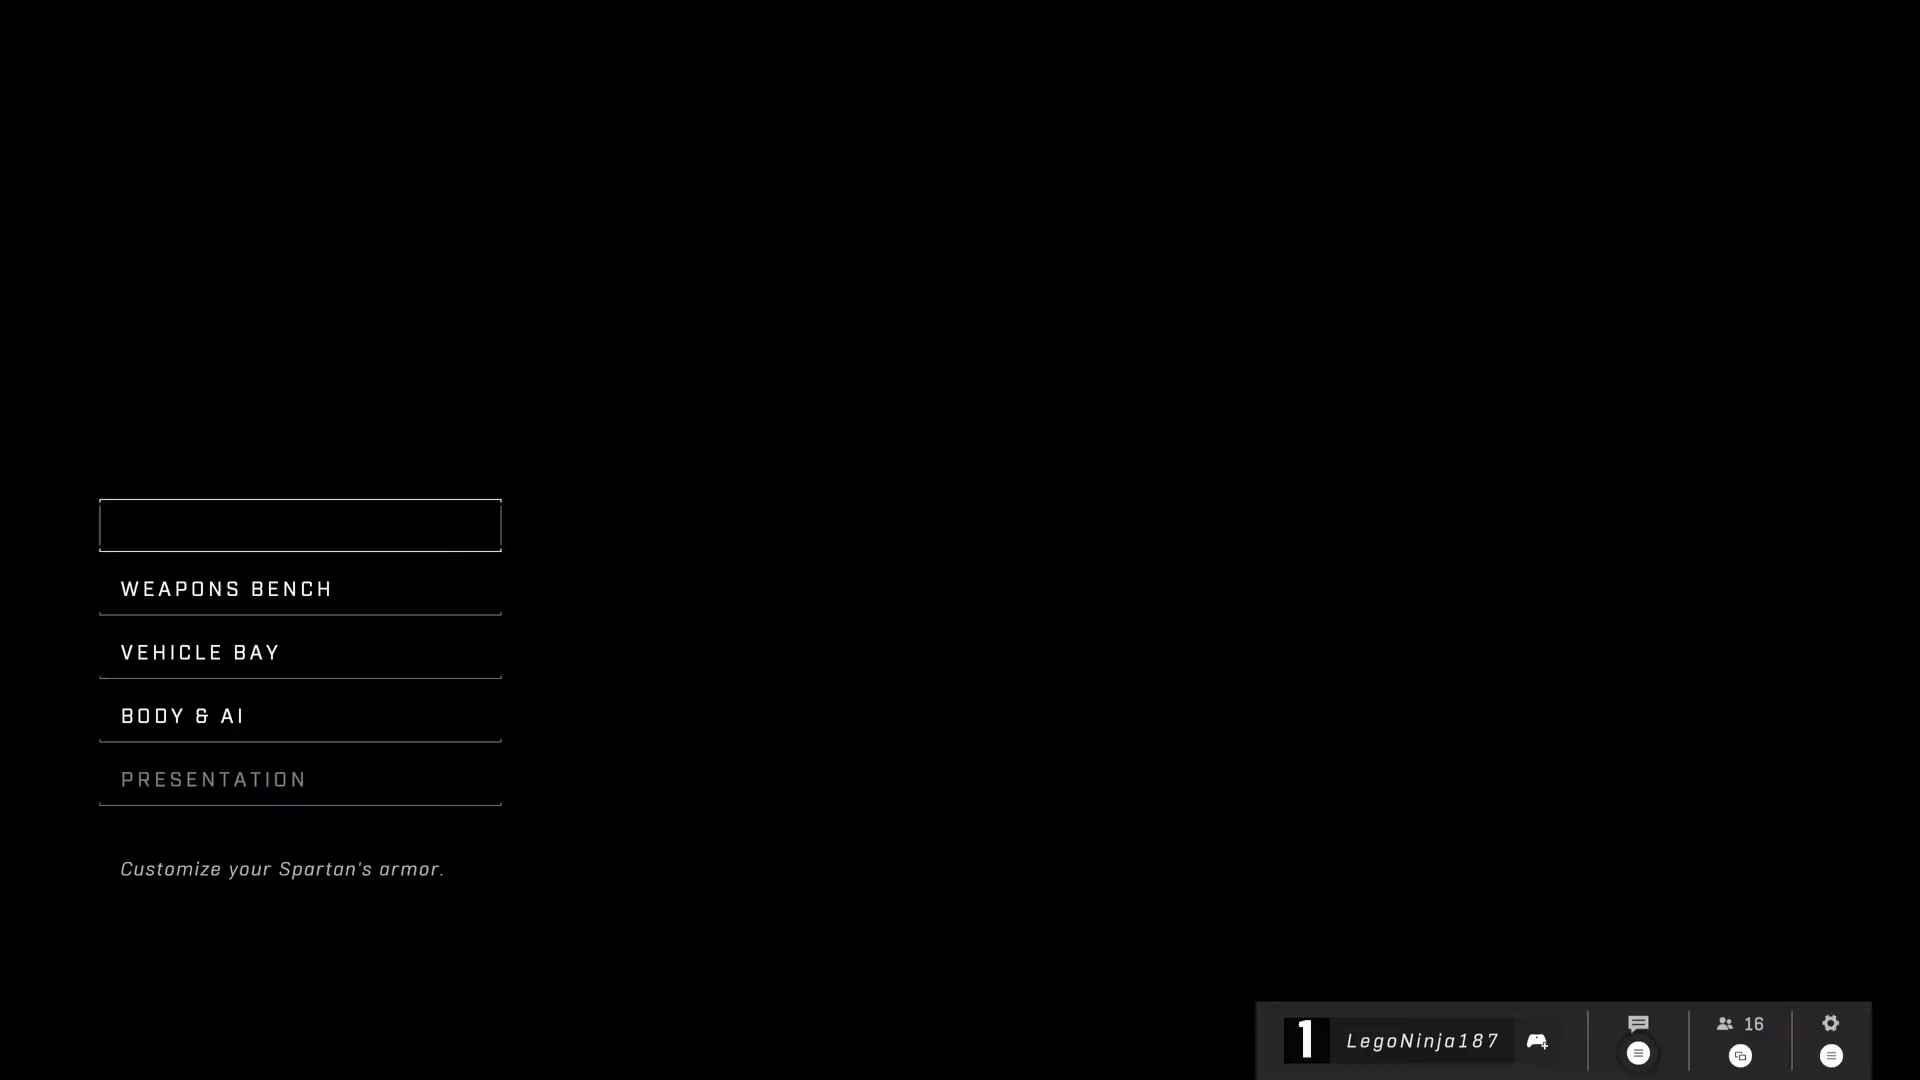 WEAPONS BENCH
VEHICLE BAY
BODY & AI
PRESENTATION
Customize your Spartan's armor.
1 LegoNinja187
16